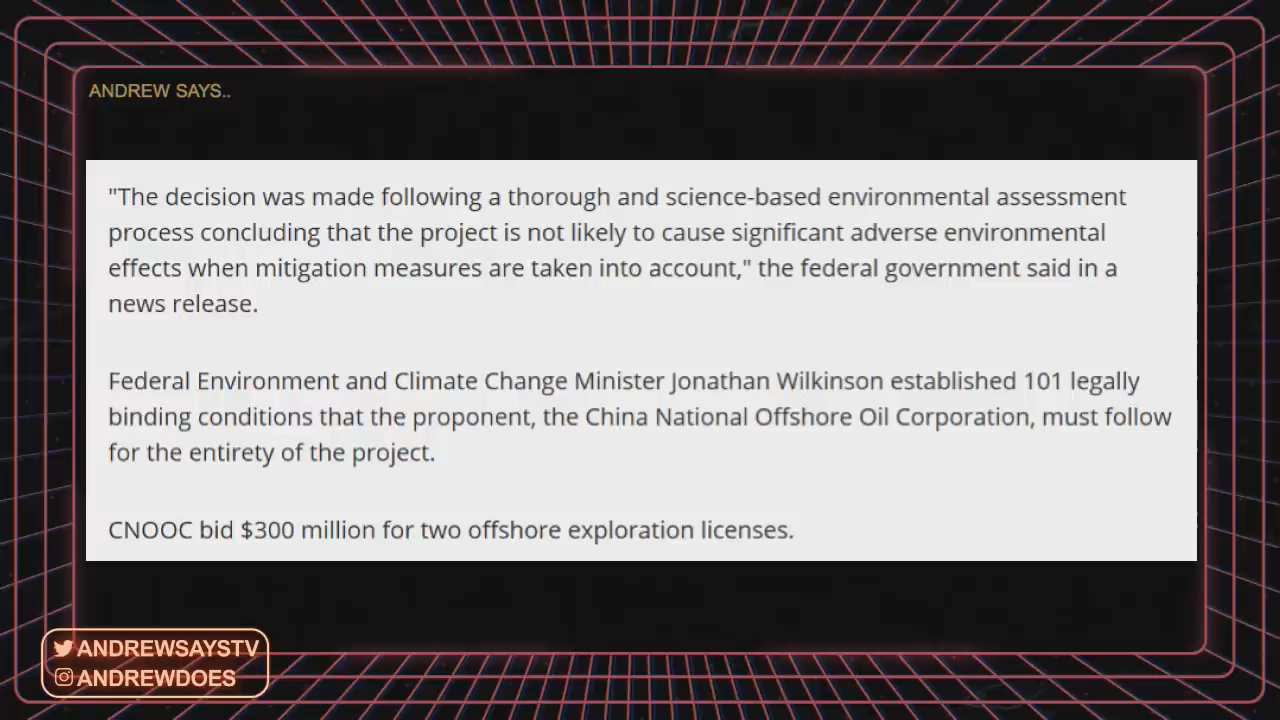 ANDREW SAYS..
"The decision was made following a thorough and science-based environmental assessment
process concluding that the project is not likely to cause significant adverse environmental
effects when mitigation measures are taken into account," the federal government said in a
news release.
Federal Environment and Climate Change Minister Jonathan Wilkinson established 101 legally
binding conditions that the proponent, the China National Offshore Oil Corporation, must follow
for the entirety of the project.
CNOOC bid $300 million for two offshore exploration licenses.
ANDREWSAYSTV
ANDREWDOES